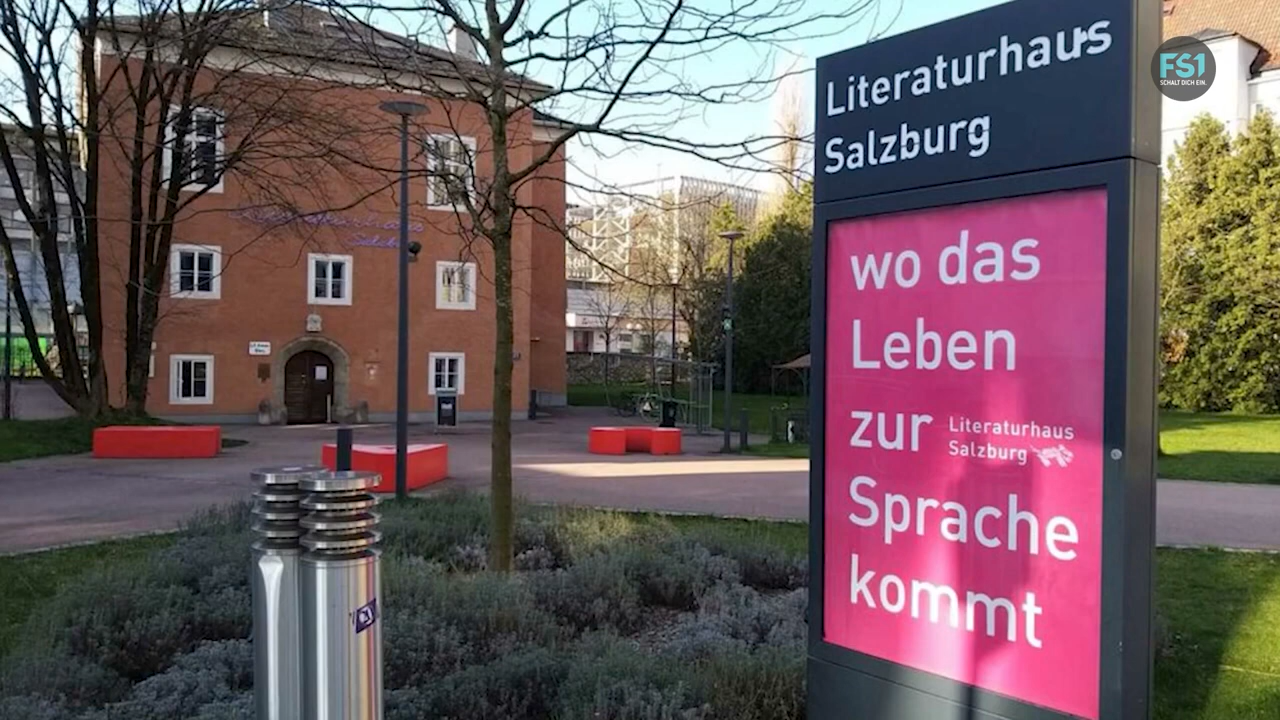 Literaturhaus
Salzburg
FS1
SCHALT DICH EIN.
wo das
Leben
zur
Literaturhaus
Salzburg
Sprache
kommt